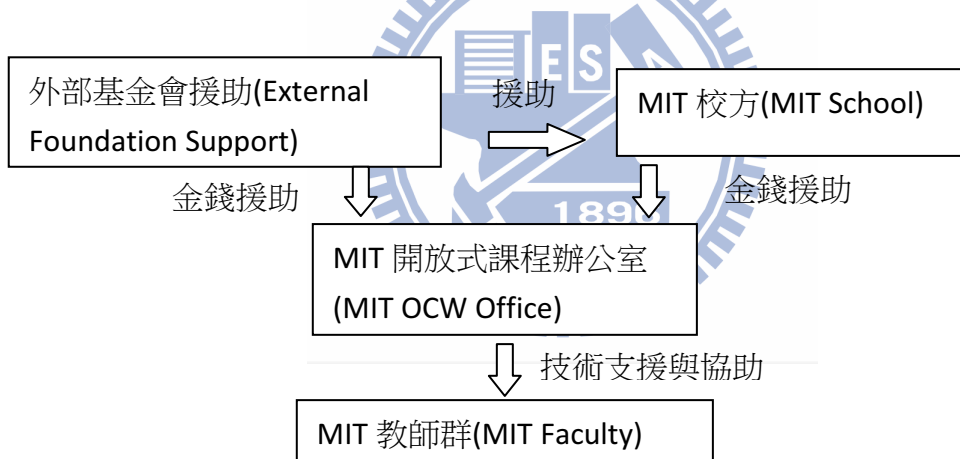 ESA
外部基金會援助(External
Foundation Support)
援助
MIT 校方(MIT School)
金錢援助
金錢援助
1896
MIT 開放式課程辦公室
(MIT OCW Office)
技術支援與協助
MIT 教師群(MIT Faculty)